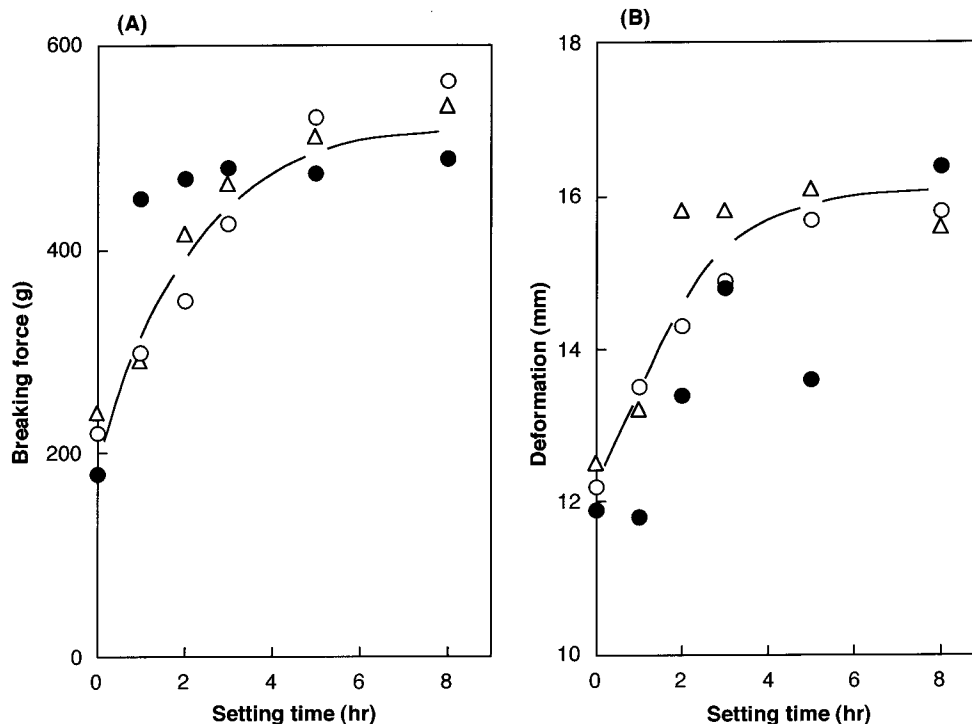 (A)
600
400
200
0
Breaking force (g)
0 2 4 6 8
Setting time (hr)
(B)
18
16
14
12
10
Deformation (mm)
0 2 4 6 8
Setting time (hr)